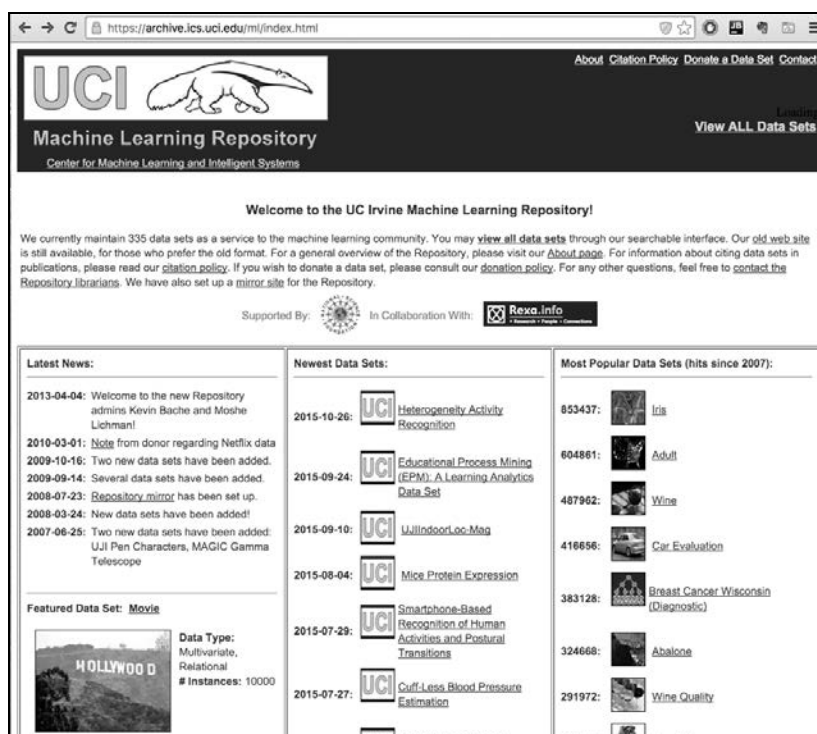 https://archive.ics.uci.edu/ml/index.html
About Citation Policy Donate a Data Set Contact
UCI
Loading
View ALL Data Sets
Machine Learning Repository
Center for Machine Learning and Intelligent Systems
Welcome to the UC Irvine Machine Learning Repository!
We currently maintain 335 data sets as a service to the machine learning community. You may view all data sets through our searchable interface. Our old web site
is still available, for those who prefer the old format. For a general overview of the Repository, please visit our About page. For information about citing data sets in
publications, please read our citation policy. If you wish to donate a data set, please consult our donation policy. For any other questions, feel free to contact the
Repository librarians. We have also set up a mirror site for the Repository.
Supported By: In Collaboration With: Rexa.info
Research • People • Connections
Latest News:
2013-04-04: Welcome to the new Repository
admins Kevin Bache and Moshe
Lichman!
2010-03-01: Note from donor regarding Netflix data
2009-10-16: Two new data sets have been added.
2009-09-14: Several data sets have been added.
2008-07-23: Repository mirror has been set up.
2008-03-24: New data sets have been added!
2007-06-25: Two new data sets have been added:
UJI Pen Characters, MAGIC Gamma
Telescope
Featured Data Set: Movie
HOLLYWOOD
Data Type:
Multivariate,
Relational
# Instances: 10000
Newest Data Sets:
2015-10-26: UCI Heterogeneity Activity
Recognition
2015-09-24: UCI Educational Process Mining
(EPM): A Learning Analytics
Data Set
2015-09-10: UCI UJIIndoorLoc-Mag
2015-08-04: UCI Mice Protein Expression
2015-07-29: UCI Smartphone-Based
Recognition of Human
Activities and Postural
Transitions
2015-07-27: UCI Cuff-Less Blood Pressure
Estimation
Most Popular Data Sets (hits since 2007):
853437: Iris
604861: Adult
487962: Wine
416656: Car Evaluation
383128: Breast Cancer Wisconsin
(Diagnostic)
324668: Abalone
291972: Wine Quality